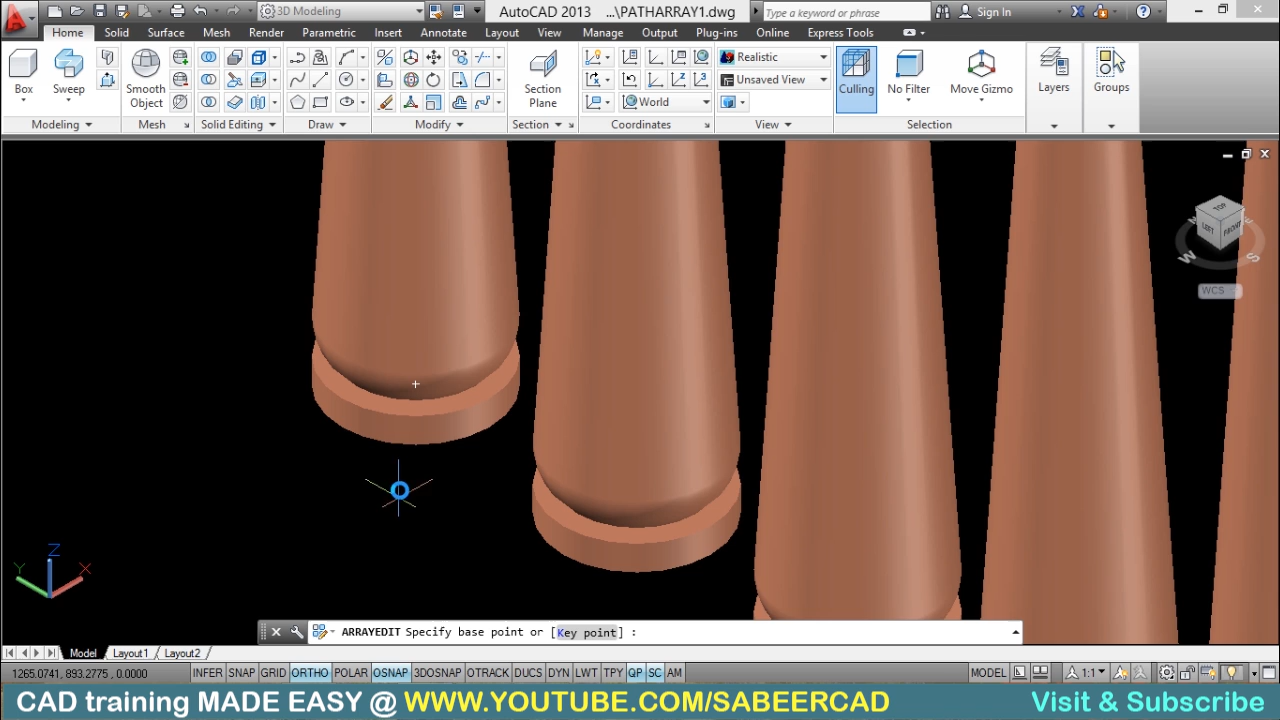 3D Modeling
AutoCAD 2013 ...\PATHARRAY1.dwg
Type a keyword or phrase
Sign In
Home Solid Surface Mesh Render Parametric Insert Annotate Layout View Manage Output Plug-ins Online Express Tools
Box
Sweep
Smooth
Object
Section
Plane
Realistic
Unsaved View
World
Culling
No Filter
Move Gizmo
Layers
Groups
Modeling Mesh Solid Editing Draw Modify Section Coordinates View Selection
TOP
LEFT
FRONT
W
S
WCS
Z
Y
X
ARRAYEDIT Specify base point or [Key point] :
Model Layout1 Layout2
1265.0741, 893.2775, 0.0000 INFER SNAP GRID ORTHO POLAR OSNAP 3DOSNAP OTRACK DUCS DYN LWT TPY QP SC AM MODEL 1:1
CAD training MADE EASY @ WWW.YOUTUBE.COM/SABEERCAD Visit & Subscribe